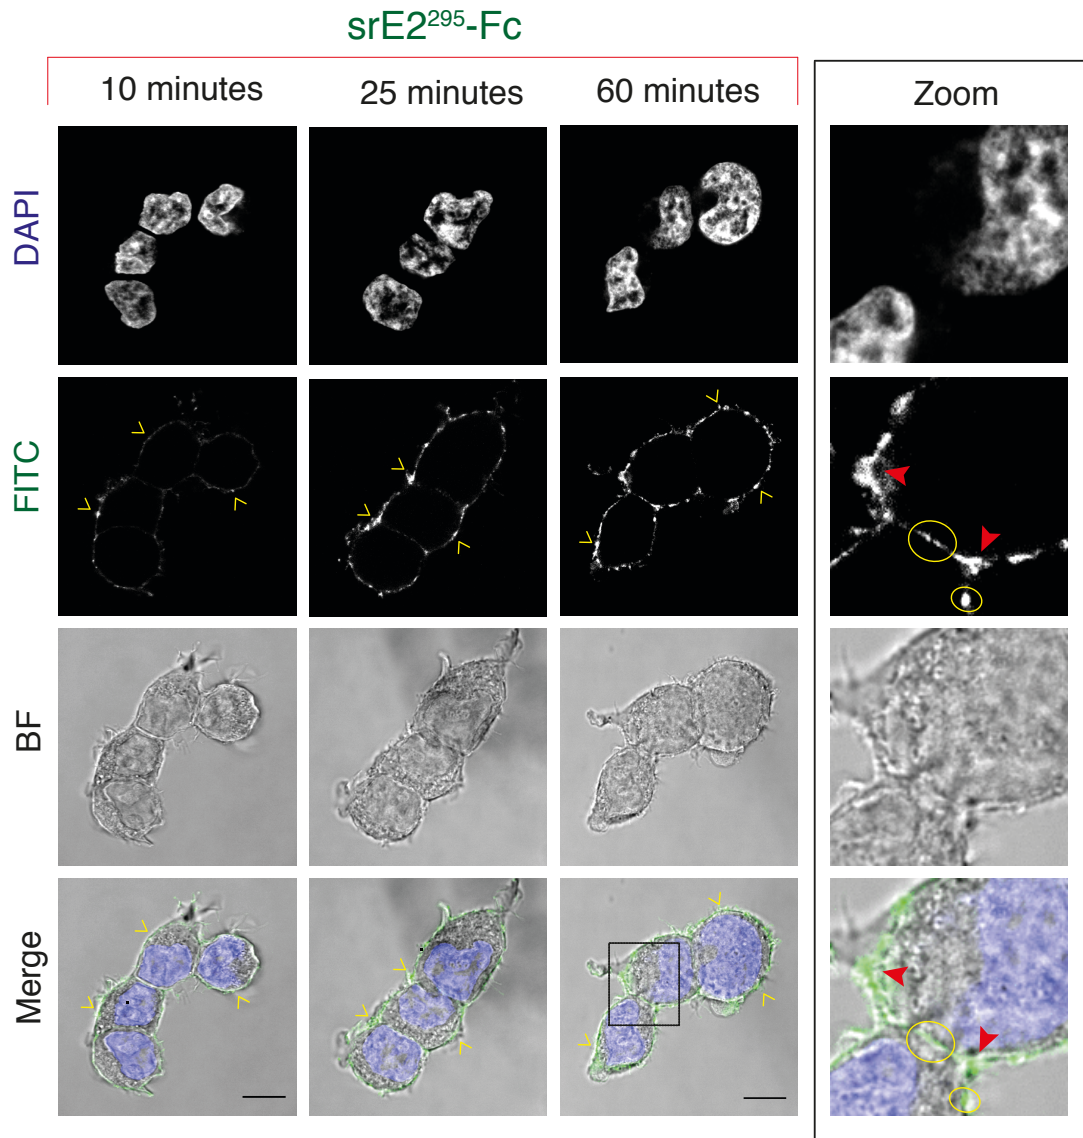 srE2²⁹⁵-Fc
10 minutes 25 minutes 60 minutes Zoom
DAPI
FITC
BF
Merge